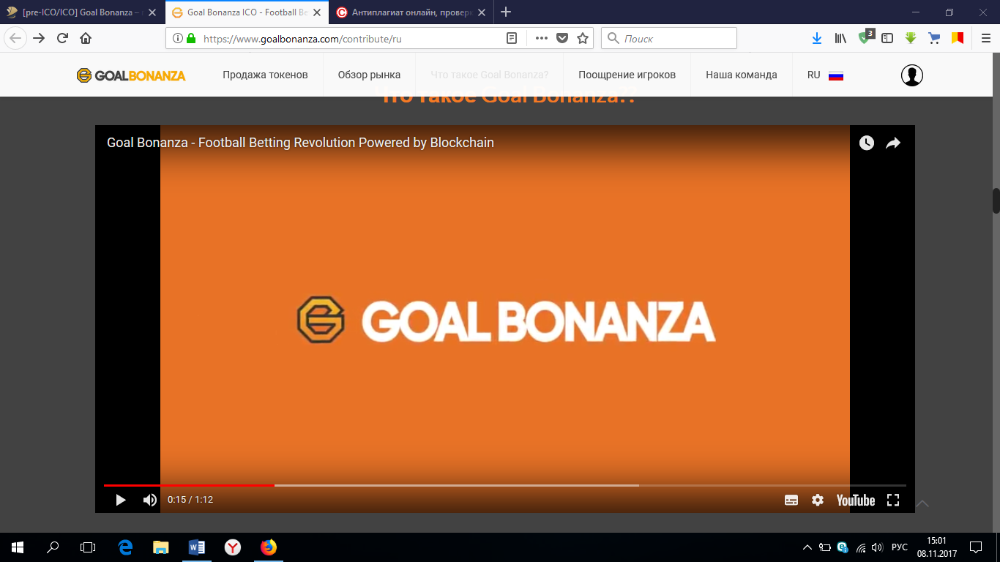 [pre-ICO/ICO] Goal Bonanza –
Goal Bonanza ICO - Football Be
Антиплагиат онлайн, провер
https://www.goalbonanza.com/contribute/ru
Поиск
3
GOALBONANZA
Продажа токенов
Обзор рынка
Что такое Goal Bonanza?
Поощрение игроков
Наша команда
RU
Что такое Goal Bonanza??
Goal Bonanza - Football Betting Revolution Powered by Blockchain
GOAL BONANZA
0:15 / 1:12
YouTube
РУС
15:01
08.11.2017